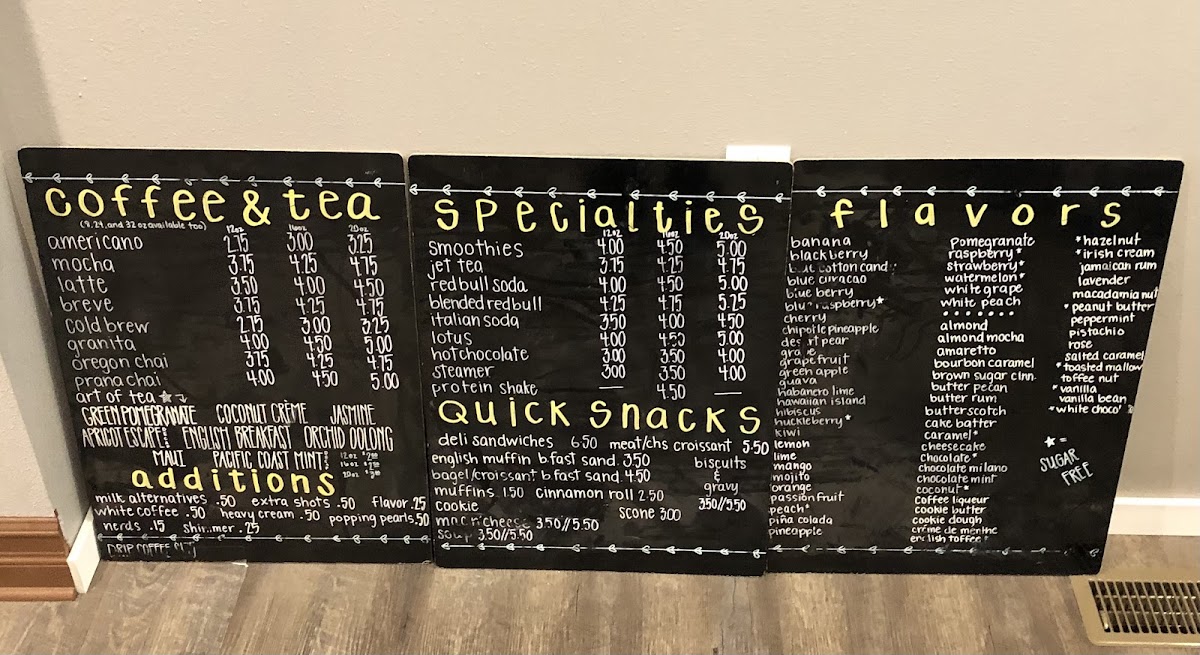 coffee & tea
(8, 24, and 32 oz available too)
12oz 16oz 20oz
americano 2.75 3.00 3.25
mocha 3.75 4.25 4.75
latte 3.50 4.00 4.50
breve 3.75 4.25 4.75
cold brew 2.75 3.00 3.25
granita 4.00 4.50 5.00
oregon chai 3.75 4.25 4.75
prana chai 4.00 4.50 5.00
art of tea
GREEN POMEGRANATE COCONUT CRÈME JASMINE
APRICOT ESCAPE ENGLISH BREAKFAST ORCHID OOLONG
MAUI PACIFIC COAST MINT
12oz
16oz
20oz
additions
milk alternatives .50 extra shots .50 flavor .25
white coffee .50 heavy cream .50 popping pearls .50
nerds .15 shimmer .25
DRIP COFFEE
specialties
12oz 16oz 20oz
smoothies 4.00 4.50 5.00
jet tea 3.75 4.25 4.75
red bull soda 4.00 4.50 5.00
blended red bull 4.25 4.75 5.25
italian soda 3.50 4.00 4.50
lotus 4.00 4.50 5.00
hot chocolate 3.00 3.50 4.00
steamer 3.00 3.50 4.00
protein shake — 4.50 —
Quick Snacks
deli sandwiches 6.50 meat/chs croissant 5.50
english muffin b.fast sand. 3.50
bagel/croissant b.fast sand. 4.50
muffins 1.50 cinnamon roll 2.50
biscuits
&
gravy
3.50//5.50
cookie scone 3.00
mac n' cheese 3.50//5.50
soup 3.50//5.50
flavors
banana
blackberry
blue cotton candy
blue curacao
blue berry
blue raspberry*
cherry
chipotle pineapple
desert pear
grape
grapefruit
green apple
guava
habanero lime
hawaiian island
hibiscus
huckleberry*
kiwi
lemon
lime
mango
mojito
orange
passion fruit
peach*
piña colada
pineapple
pomegranate
raspberry*
strawberry*
watermelon*
white grape
white peach
• • • • • • •
almond
almond mocha
amaretto
bourbon caramel
brown sugar cinn.
butter pecan
butter rum
butterscotch
cake batter
caramel*
cheesecake
chocolate*
chocolate milano
chocolate mint
coconut*
coffee liqueur
cookie butter
cookie dough
crème de menthe
english toffee*
*hazelnut
*irish cream
jamaican rum
lavender
macadamia nut
*peanut butter
peppermint
pistachio
rose
salted caramel
*toasted mallow
toffee nut
*vanilla
vanilla bean
*white choco
*=
SUGAR
FREE